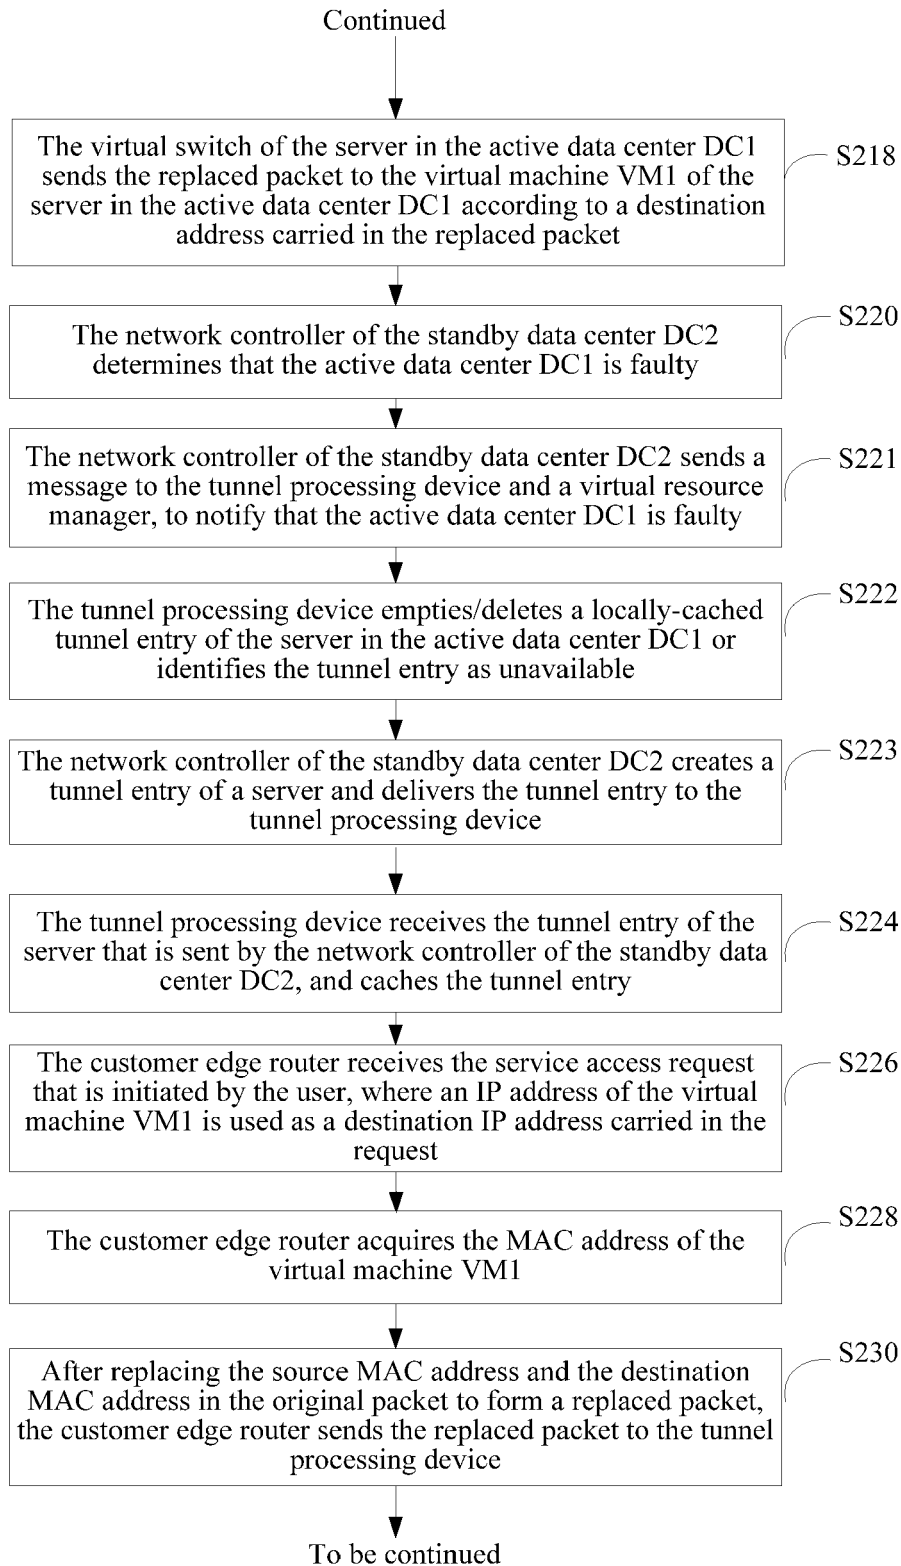 Continued
The virtual switch of the server in the active data center DC1
sends the replaced packet to the virtual machine VM1 of the
server in the active data center DC1 according to a destination
address carried in the replaced packet
S218
The network controller of the standby data center DC2
determines that the active data center DC1 is faulty
S220
The network controller of the standby data center DC2 sends a
message to the tunnel processing device and a virtual resource
manager, to notify that the active data center DC1 is faulty
S221
The tunnel processing device empties/deletes a locally-cached
tunnel entry of the server in the active data center DC1 or
identifies the tunnel entry as unavailable
S222
The network controller of the standby data center DC2 creates a
tunnel entry of a server and delivers the tunnel entry to the
tunnel processing device
S223
The tunnel processing device receives the tunnel entry of the
server that is sent by the network controller of the standby data
center DC2, and caches the tunnel entry
S224
The customer edge router receives the service access request
that is initiated by the user, where an IP address of the virtual
machine VM1 is used as a destination IP address carried in the
request
S226
The customer edge router acquires the MAC address of the
virtual machine VM1
S228
After replacing the source MAC address and the destination
MAC address in the original packet to form a replaced packet,
the customer edge router sends the replaced packet to the tunnel
processing device
S230
To be continued